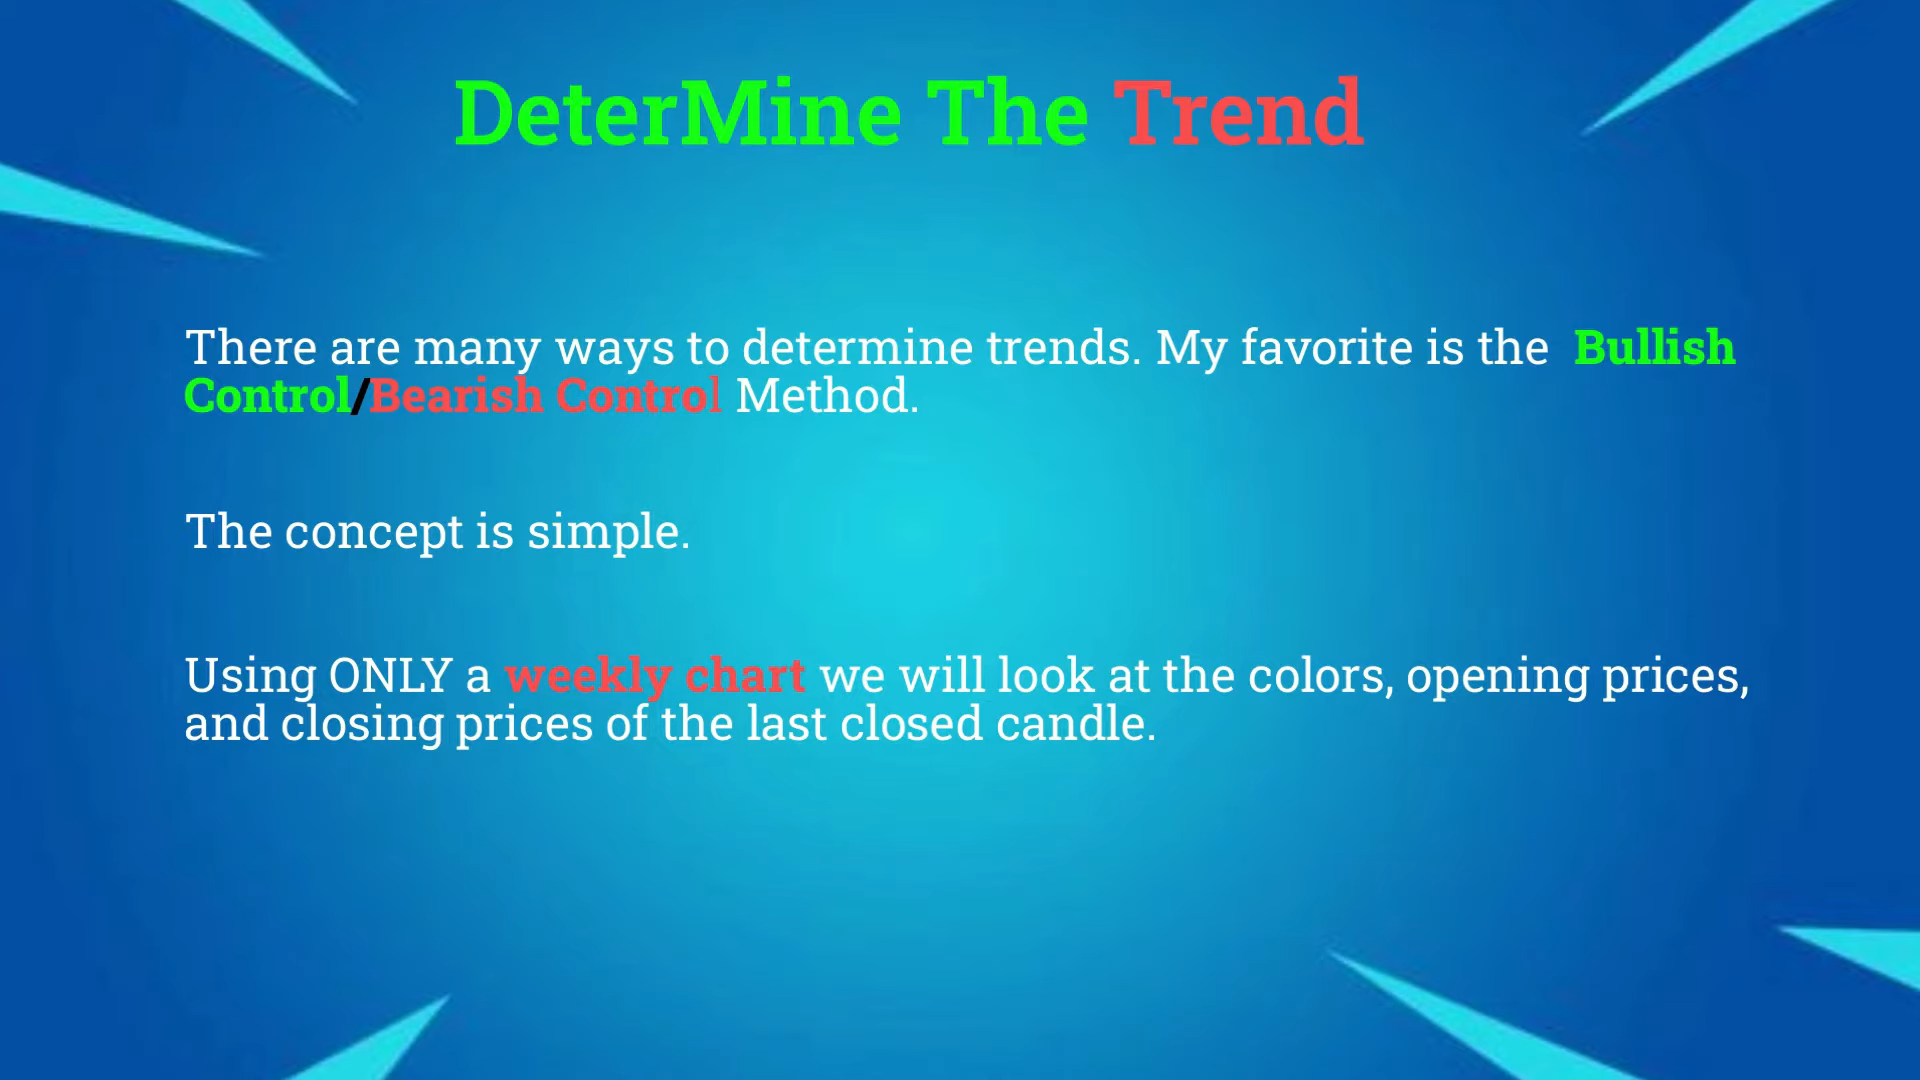 DeterMine The Trend
There are many ways to determine trends. My favorite is the  Bullish
Control/Bearish Control Method.
The concept is simple.
Using ONLY a weekly chart we will look at the colors, opening prices,
and closing prices of the last closed candle.